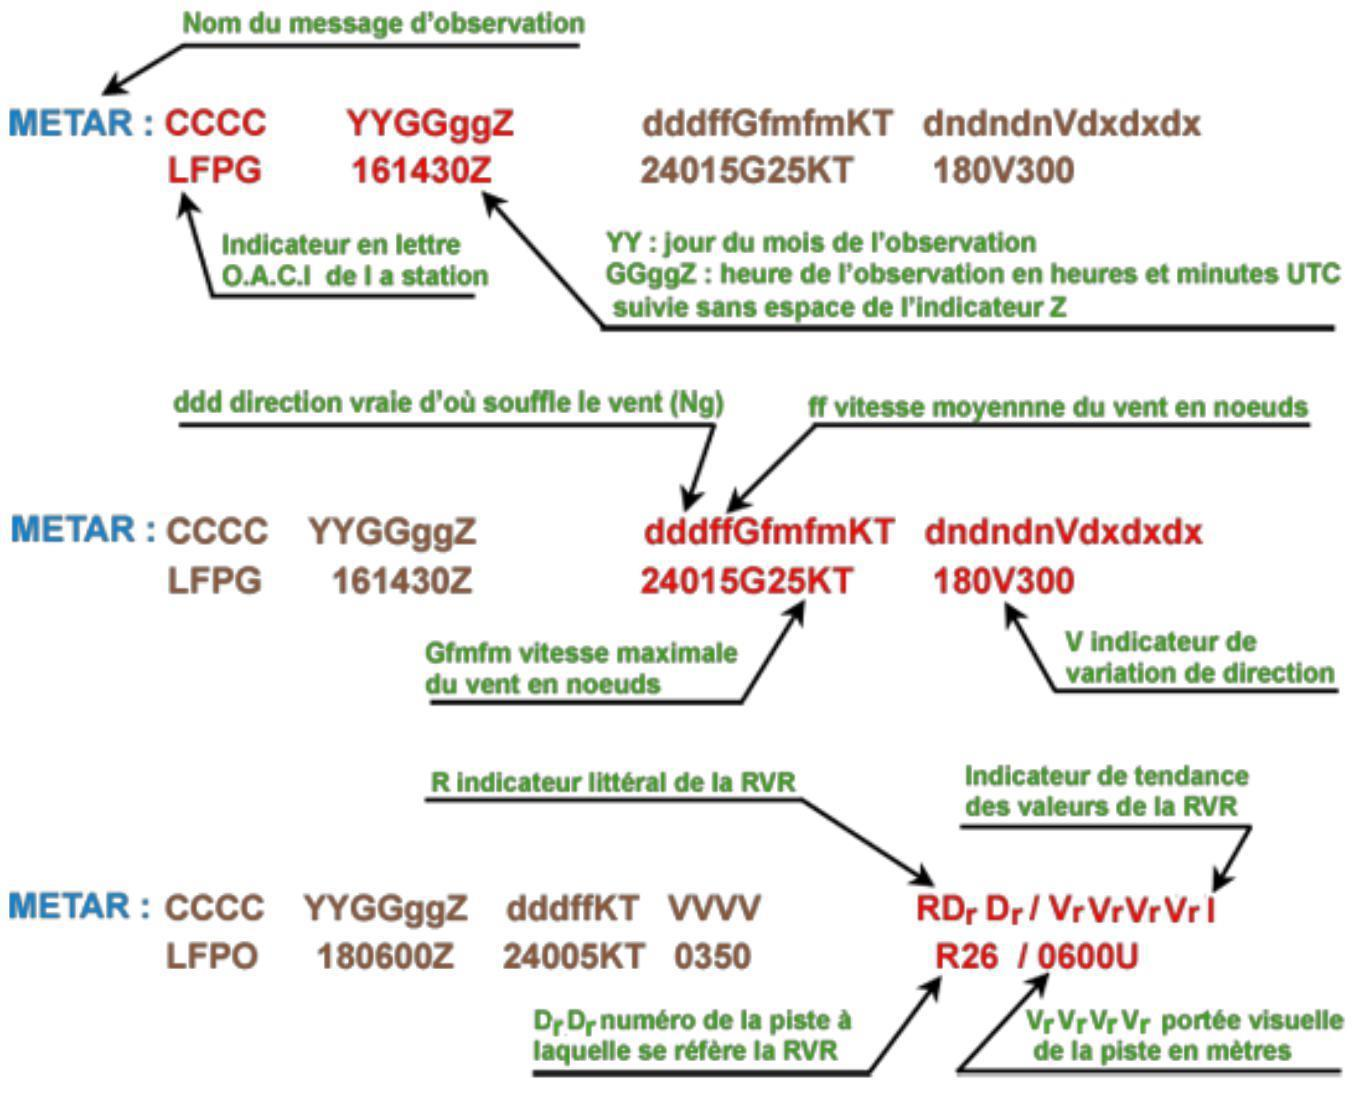 Nom du message d'observation
METAR : CCCC YYGGggZ dddffGfmfmKT dndndnVdxdxdx
LFPG 161430Z 24015G25KT 180V300
Indicateur en lettre
O.A.C.I de l a station
YY : jour du mois de l'observation
GGggZ : heure de l'observation en heures et minutes UTC
suivie sans espace de l'indicateur Z
ddd direction vraie d'où souffle le vent (Ng)
ff vitesse moyennne du vent en noeuds
METAR : CCCC YYGGggZ dddffGfmfmKT dndndnVdxdxdx
LFPG 161430Z 24015G25KT 180V300
Gfmfm vitesse maximale
du vent en noeuds
V indicateur de
variation de direction
R indicateur littéral de la RVR
Indicateur de tendance
des valeurs de la RVR
METAR : CCCC YYGGggZ dddffKT VVVV RDr Dr / VrVrVrVr I
LFPO 180600Z 24005KT 0350 R26 / 0600U
Dr Dr numéro de la piste à
laquelle se réfère la RVR
Vr Vr Vr Vr portée visuelle
de la piste en mètres